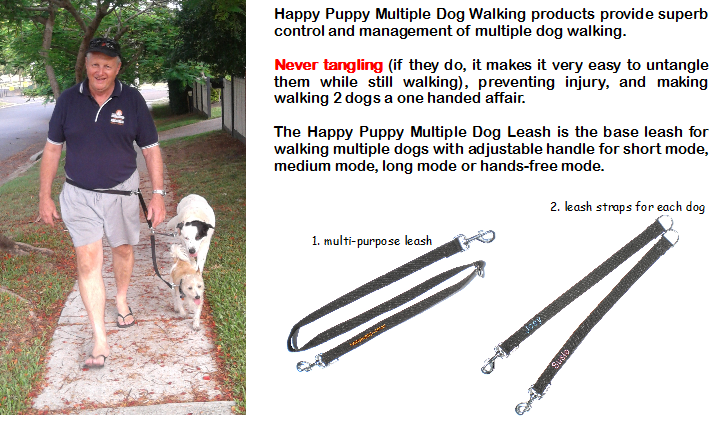 Happy Puppy Multiple Dog Walking products provide superb
control and management of multiple dog walking.
Never tangling (if they do, it makes it very easy to untangle
them while still walking), preventing injury, and making
walking 2 dogs a one handed affair.
The Happy Puppy Multiple Dog Leash is the base leash for
walking multiple dogs with adjustable handle for short mode,
medium mode, long mode or hands-free mode.
2. leash straps for each dog
1. multi-purpose leash